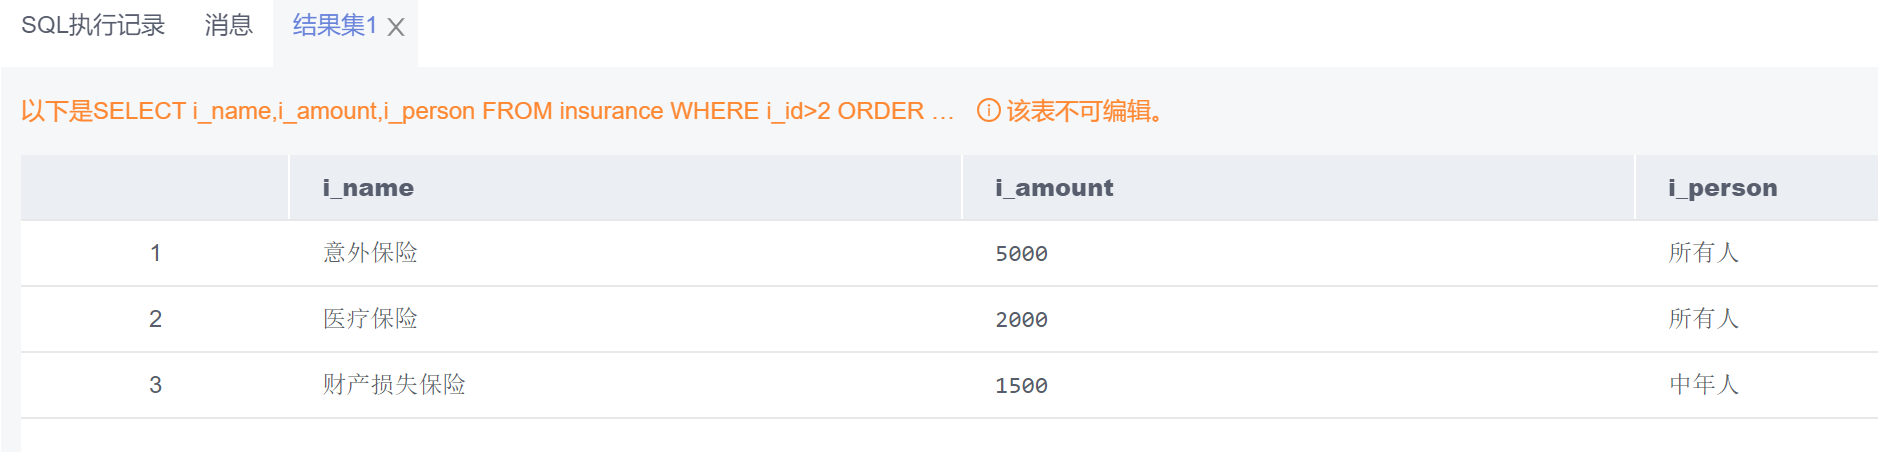 SQL执行记录 消息 结果集1 X
以下是SELECT i_name,i_amount,i_person FROM insurance WHERE i_id>2 ORDER ... 该表不可编辑。
i_name i_amount i_person
1 意外保险 5000 所有人
2 医疗保险 2000 所有人
3 财产损失保险 1500 中年人